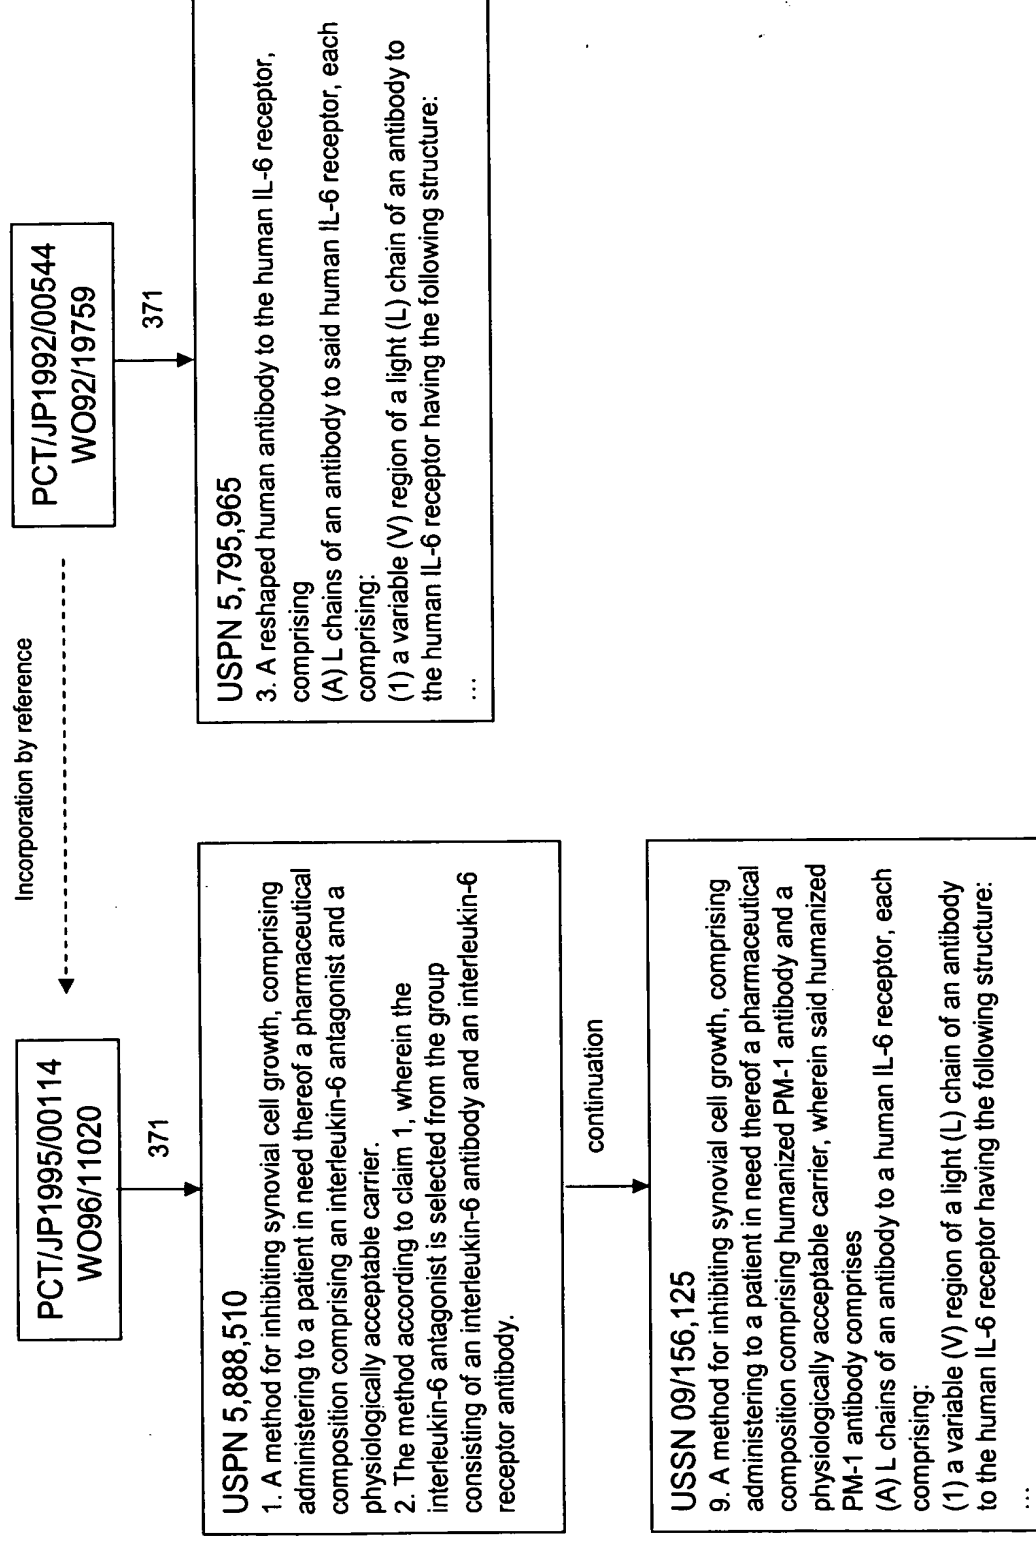 PCT/JP1995/00114
WO96/11020
Incorporation by reference
PCT/JP1992/00544
WO92/19759
371
371
USPN 5,888,510
1. A method for inhibiting synovial cell growth, comprising
administering to a patient in need thereof a pharmaceutical
composition comprising an interleukin-6 antagonist and a
physiologically acceptable carrier.
2. The method according to claim 1, wherein the
interleukin-6 antagonist is selected from the group
consisting of an interleukin-6 antibody and an interleukin-6
receptor antibody.
USPN 5,795,965
3. A reshaped human antibody to the human IL-6 receptor,
comprising
(A) L chains of an antibody to said human IL-6 receptor, each
comprising:
(1) a variable (V) region of a light (L) chain of an antibody to
the human IL-6 receptor having the following structure:
...
continuation
USSN 09/156,125
9. A method for inhibiting synovial cell growth, comprising
administering to a patient in need thereof a pharmaceutical
composition comprising humanized PM-1 antibody and a
physiologically acceptable carrier, wherein said humanized
PM-1 antibody comprises
(A) L chains of an antibody to a human IL-6 receptor, each
comprising:
(1) a variable (V) region of a light (L) chain of an antibody
to the human IL-6 receptor having the following structure:
...